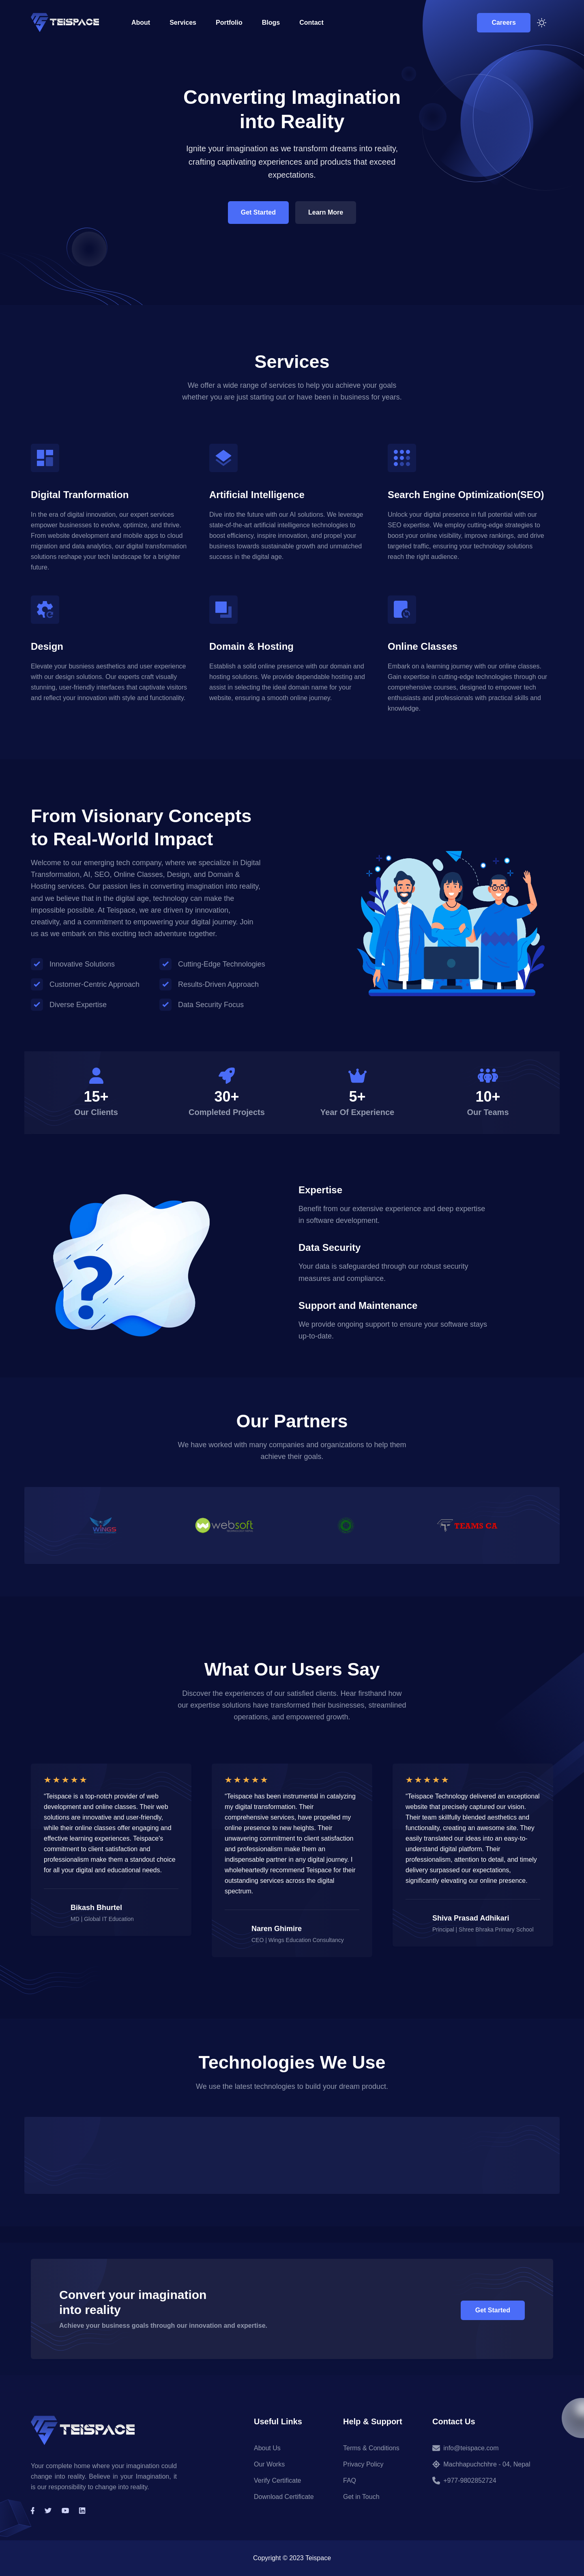 TEISPACE
About Services Portfolio Blogs Contact Careers
Converting Imagination
into Reality
Ignite your imagination as we transform dreams into reality,
crafting captivating experiences and products that exceed
expectations.
Get Started Learn More
Services
We offer a wide range of services to help you achieve your goals
whether you are just starting out or have been in business for years.
Digital Tranformation
In the era of digital innovation, our expert services
empower businesses to evolve, optimize, and thrive.
From website development and mobile apps to cloud
migration and data analytics, our digital transformation
solutions reshape your tech landscape for a brighter
future.
Artificial Intelligence
Dive into the future with our AI solutions. We leverage
state-of-the-art artificial intelligence technologies to
boost efficiency, inspire innovation, and propel your
business towards sustainable growth and unmatched
success in the digital age.
Search Engine Optimization(SEO)
Unlock your digital presence in full potential with our
SEO expertise. We employ cutting-edge strategies to
boost your online visibility, improve rankings, and drive
targeted traffic, ensuring your technology solutions
reach the right audience.
Design
Elevate your business aesthetics and user experience
with our design solutions. Our experts craft visually
stunning, user-friendly interfaces that captivate visitors
and reflect your innovation with style and functionality.
Domain & Hosting
Establish a solid online presence with our domain and
hosting solutions. We provide dependable hosting and
assist in selecting the ideal domain name for your
website, ensuring a smooth online journey.
Online Classes
Embark on a learning journey with our online classes.
Gain expertise in cutting-edge technologies through our
comprehensive courses, designed to empower tech
enthusiasts and professionals with practical skills and
knowledge.
From Visionary Concepts
to Real-World Impact
Welcome to our emerging tech company, where we specialize in Digital
Transformation, AI, SEO, Online Classes, Design, and Domain &
Hosting services. Our passion lies in converting imagination into reality,
and we believe that in the digital age, technology can make the
impossible possible. At Teispace, we are driven by innovation,
creativity, and a commitment to empowering your digital journey. Join
us as we embark on this exciting tech adventure together.
Innovative Solutions Cutting-Edge Technologies
Customer-Centric Approach Results-Driven Approach
Diverse Expertise Data Security Focus
15+ 30+ 5+ 10+
Our Clients Completed Projects Year Of Experience Our Teams
?
Expertise
Benefit from our extensive experience and deep expertise
in software development.
Data Security
Your data is safeguarded through our robust security
measures and compliance.
Support and Maintenance
We provide ongoing support to ensure your software stays
up-to-date.
Our Partners
We have worked with many companies and organizations to help them
achieve their goals.
WINGS websoft TEAMS CA
What Our Users Say
Discover the experiences of our satisfied clients. Hear firsthand how
our expertise solutions have transformed their businesses, streamlined
operations, and empowered growth.
"Teispace is a top-notch provider of web
development and online classes. Their web
solutions are innovative and user-friendly,
while their online classes offer engaging and
effective learning experiences. Teispace's
commitment to client satisfaction and
professionalism make them a standout choice
for all your digital and educational needs.
Bikash Bhurtel
MD | Global IT Education
"Teispace has been instrumental in catalyzing
my digital transformation. Their
comprehensive services, have propelled my
online presence to new heights. Their
unwavering commitment to client satisfaction
and professionalism make them an
indispensable partner in any digital journey. I
wholeheartedly recommend Teispace for their
outstanding services across the digital
spectrum.
Naren Ghimire
CEO | Wings Education Consultancy
"Teispace Technology delivered an exceptional
website that precisely captured our vision.
Their team skillfully blended aesthetics and
functionality, creating an awesome site. They
easily translated our ideas into an easy-to-
understand digital platform. Their
professionalism, attention to detail, and timely
delivery surpassed our expectations,
significantly elevating our online presence.
Shiva Prasad Adhikari
Principal | Shree Bhraka Primary School
Technologies We Use
We use the latest technologies to build your dream product.
Convert your imagination
into reality
Achieve your business goals through our innovation and expertise.
Get Started
TEISPACE
Your complete home where your imagination could
change into reality. Believe in your Imagination, it
is our responsibility to change into reality.
Useful Links
About Us
Our Works
Verify Certificate
Download Certificate
Help & Support
Terms & Conditions
Privacy Policy
FAQ
Get in Touch
Contact Us
info@teispace.com
Machhapuchchhre - 04, Nepal
+977-9802852724
Copyright © 2023 Teispace